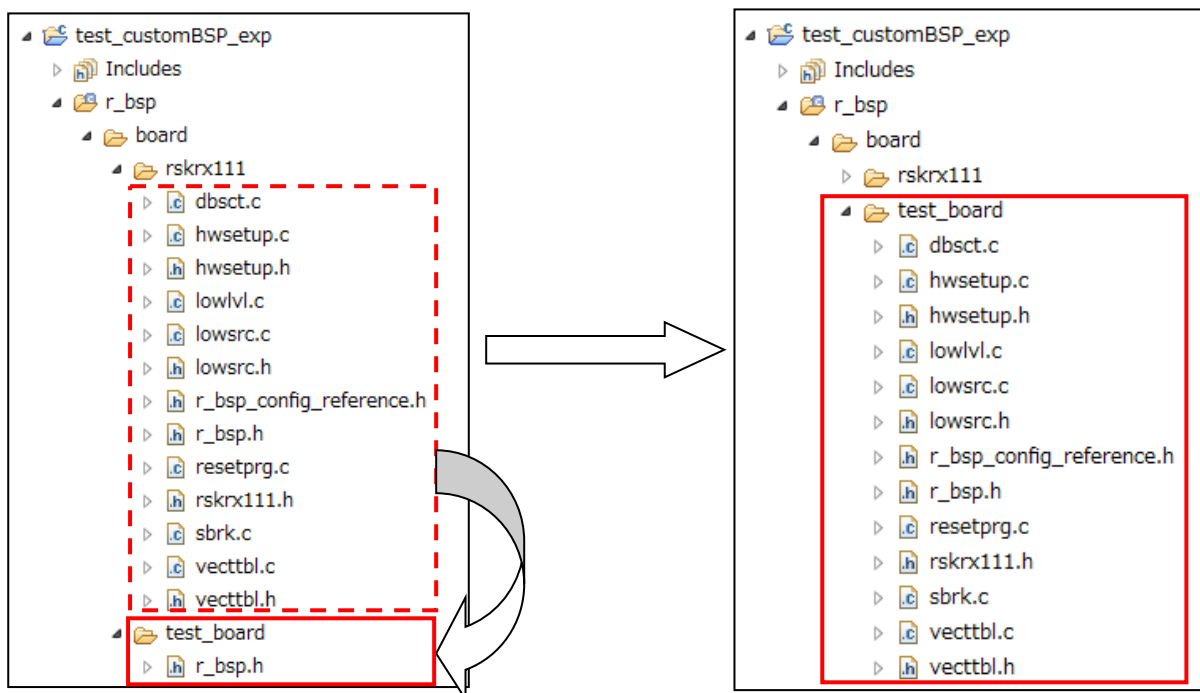 test_customBSP_exp
Includes
r_bsp
board
rskrx111
dbsct.c
hwsetup.c
hwsetup.h
lowlvl.c
lowsrc.c
lowsrc.h
r_bsp_config_reference.h
r_bsp.h
resetprg.c
rskrx111.h
sbrk.c
vecttbl.c
vecttbl.h
test_board
r_bsp.h
test_customBSP_exp
Includes
r_bsp
board
rskrx111
test_board
dbsct.c
hwsetup.c
hwsetup.h
lowlvl.c
lowsrc.c
lowsrc.h
r_bsp_config_reference.h
r_bsp.h
resetprg.c
rskrx111.h
sbrk.c
vecttbl.c
vecttbl.h